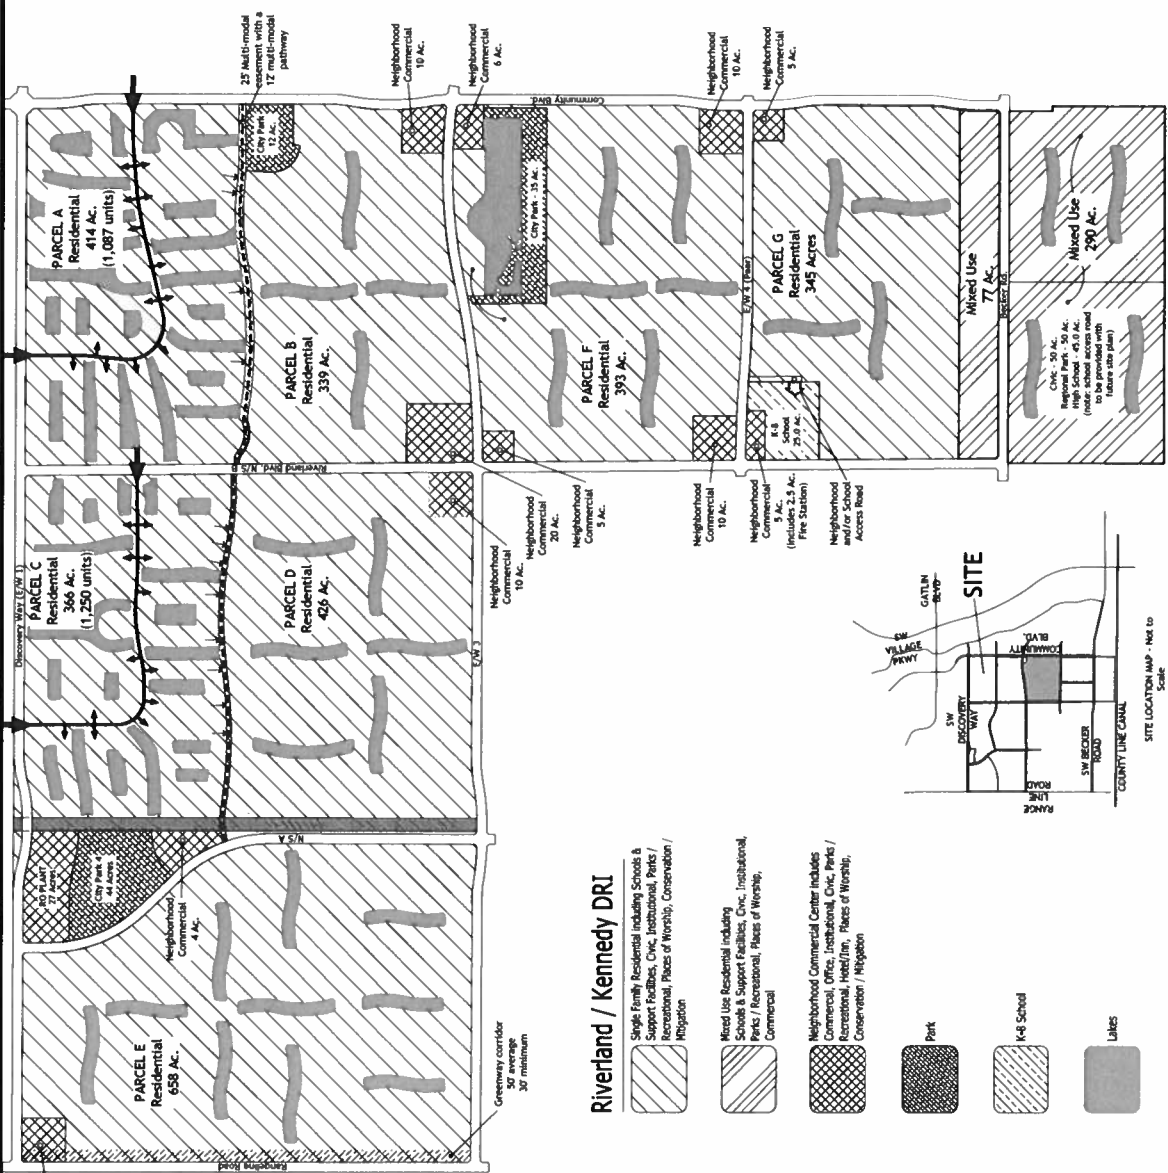 25' Multi-modal
easement with a
12' multi-modal
pathway
Neighborhood
Commercial
10 Ac.
Neighborhood
Commercial
6 Ac.
Neighborhood
Commercial
10 Ac.
Neighborhood
Commercial
5 Ac.
Community Blvd.
PARCEL A
Residential
414 Ac.
(1,087 units)
City Park
12 Ac.
City Park - 35 Ac.
PARCEL B
Residential
339 Ac.
PARCEL F
Residential
393 Ac.
E/W 4 (Paar)
PARCEL G
Residential
345 Acres
Mixed Use
77 Ac.
Becker Rd.
Mixed Use
290 Ac.
Civic - 50 Ac.
Regional Park - 50 Ac.
High School - 45.0 Ac.
(note: school access road
to be provided with
future site plan)
K-8
School
25.0 Ac.
Riverland Blvd. N/S B
Discovery Way (E/W 1)
PARCEL C
Residential
366 Ac.
(1,250 units)
PARCEL D
Residential
426 Ac.
E/W 3
Neighborhood
Commercial
10 Ac.
Neighborhood
Commercial
20 Ac.
Neighborhood
Commercial
5 Ac.
Neighborhood
Commercial
10 Ac.
Neighborhood
Commercial
5 Ac.
(includes 2.5 Ac.
Fire Station)
Neighborhood
and/or School
Access Road
N/S A
RO PLANT
27 Acres
City Park 4
44 Acres
Neighborhood
Commercial
4 Ac.
PARCEL E
Residential
658 Ac.
Rangeline Road
Greenway corridor
50' average
30' minimum
Riverland / Kennedy DRI
Single Family Residential including Schools &
Support Facilities, Civic, Institutional, Parks /
Recreational, Places of Worship, Conservation /
Mitigation
Mixed Use Residential including
Schools & Support Facilities, Civic, Institutional,
Parks / Recreational, Places of Worship,
Commercial
Neighborhood Commercial Center includes
Commercial, Office, Institutional, Civic, Parks /
Recreational, Hotel/Inn, Places of Worship,
Conservation / Mitigation
Park
K-8 School
Lakes
SITE
GATLIN
BLVD
SW
VILLAGE
PKWY
SW
DISCOVERY
WAY
COMMUNITY
BLVD.
SW BECKER
ROAD
RANGE
LINE
ROAD
COUNTY LINE CANAL
SITE LOCATION MAP - Not to
Scale